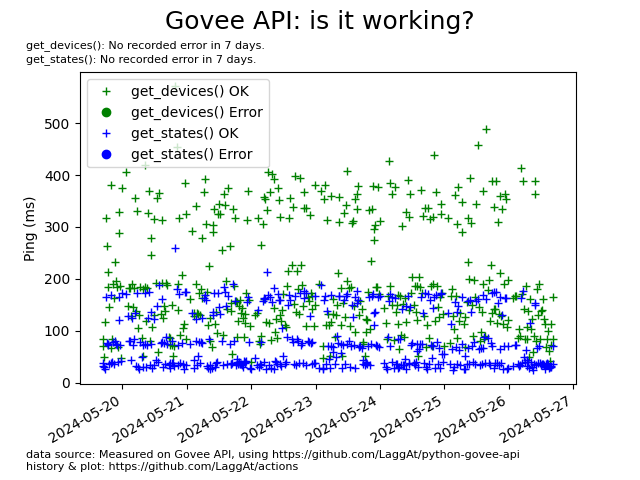 Govee API: is it working?
get_devices(): No recorded error in 7 days.
get_states(): No recorded error in 7 days.
get_devices() OK
get_devices() Error
get_states() OK
get_states() Error
Ping (ms)
500
400
300
200
100
0
2024-05-20
2024-05-21
2024-05-22
2024-05-23
2024-05-24
2024-05-25
2024-05-26
2024-05-27
data source: Measured on Govee API, using https://github.com/LaggAt/python-govee-api
history & plot: https://github.com/LaggAt/actions